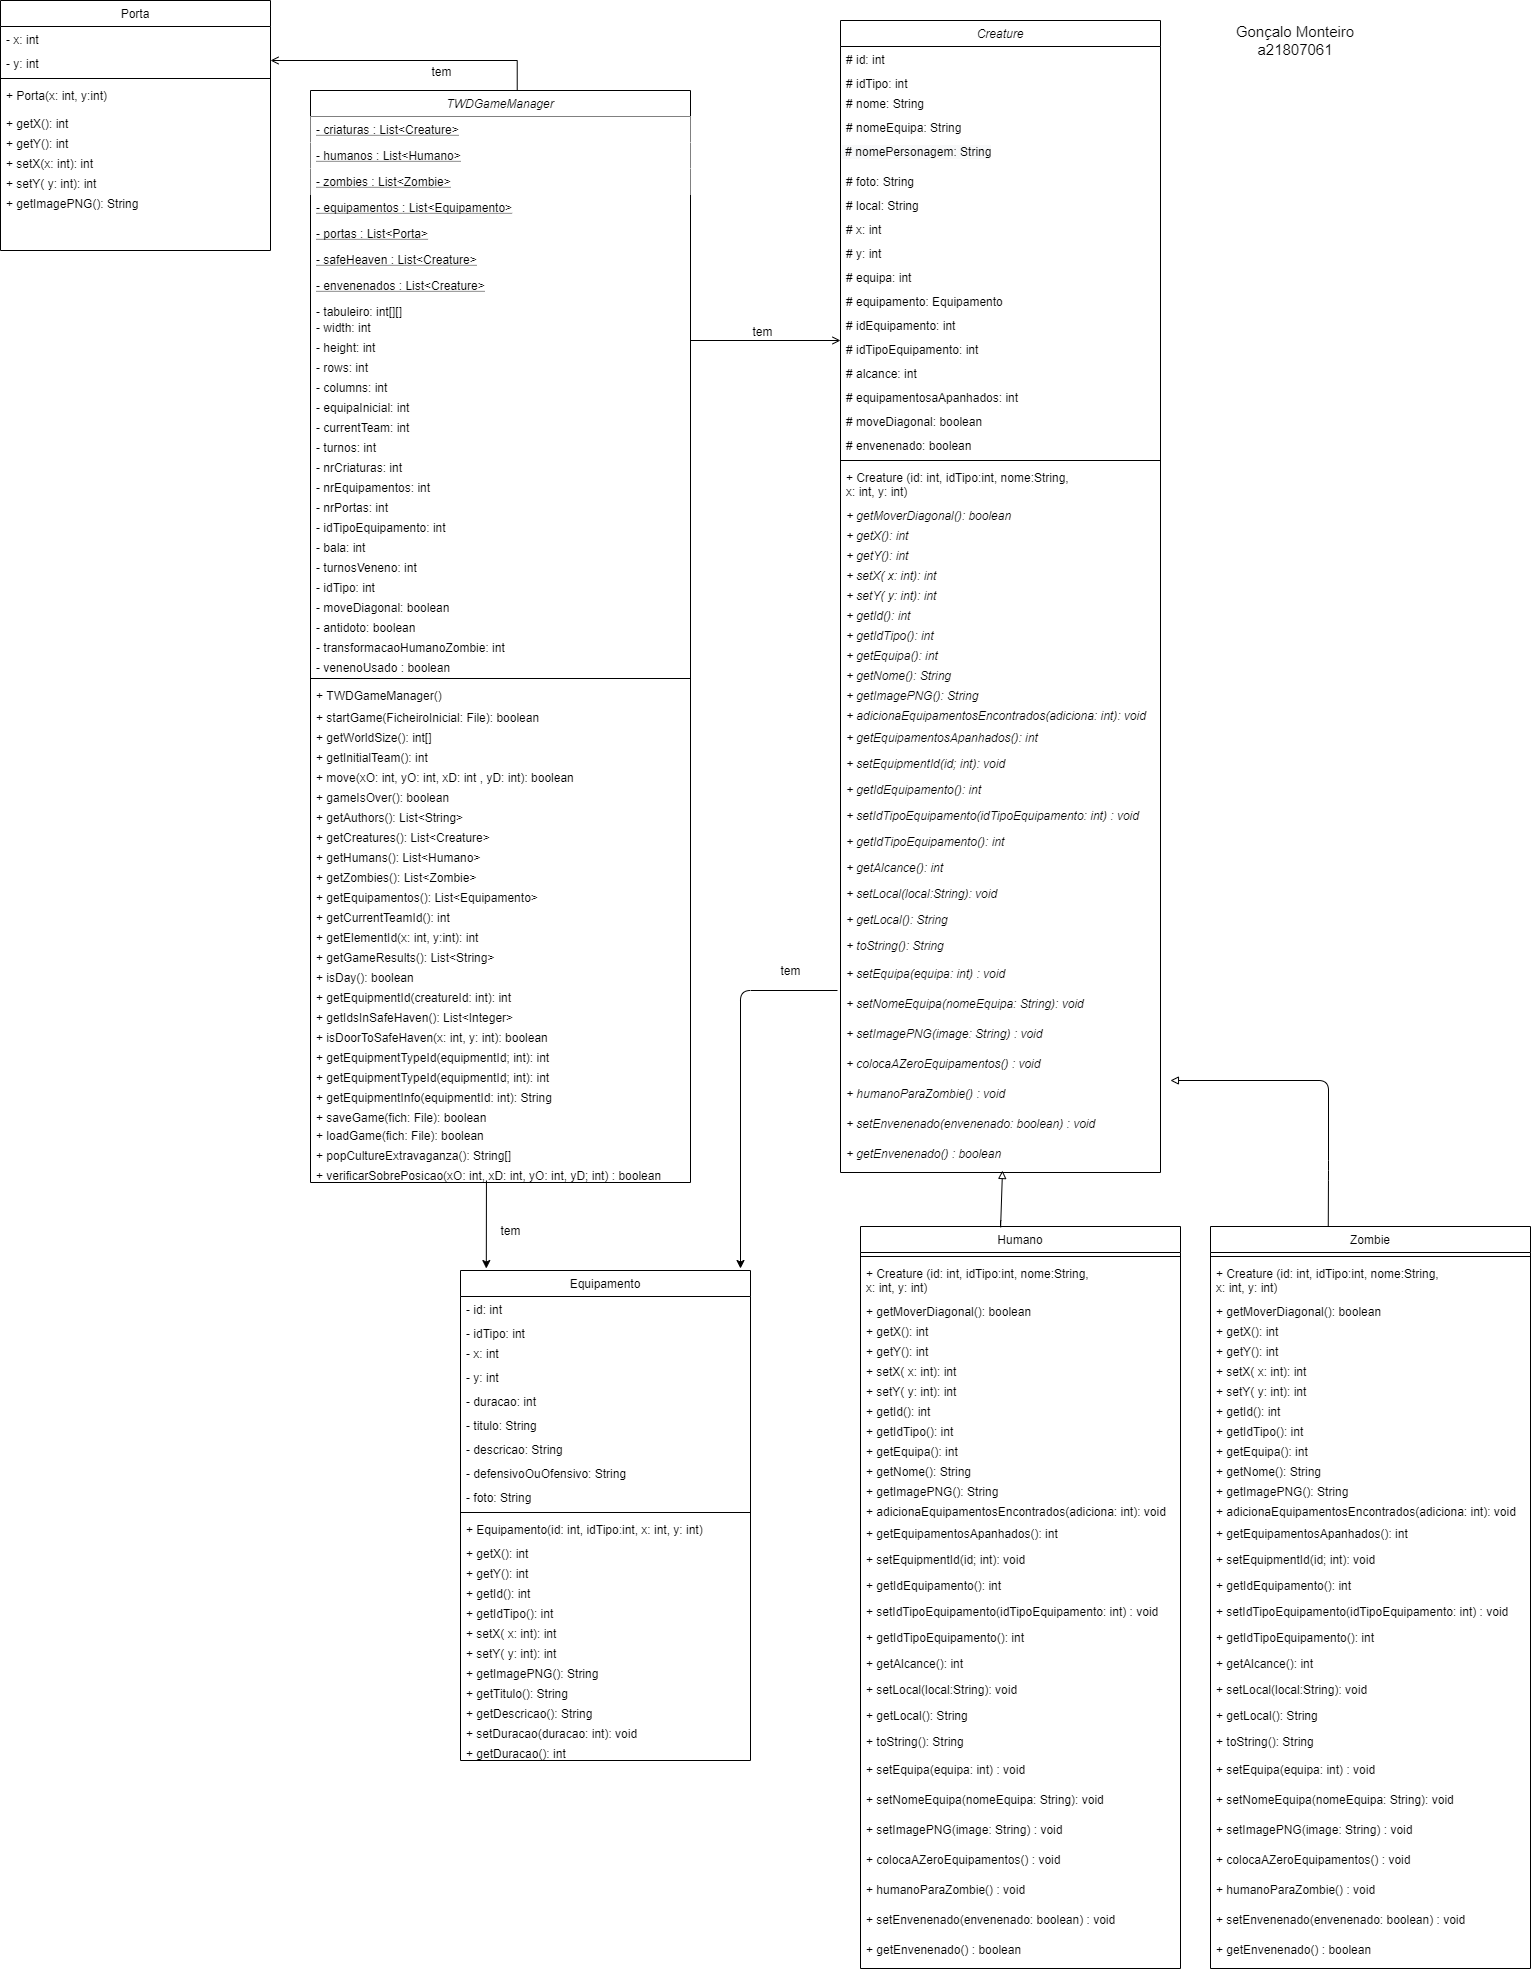 Porta
- x: int
- y: int
+ Porta(x: int, y:int)
+ getX(): int
+ getY(): int
+ setX(x: int): int
+ setY( y: int): int
+ getImagePNG(): String
tem
TWDGameManager
- criaturas : List<Creature>
- humanos : List<Humano>
- zombies : List<Zombie>
- equipamentos : List<Equipamento>
- portas : List<Porta>
- safeHeaven : List<Creature>
- envenenados : List<Creature>
- tabuleiro: int[][]
- width: int
- height: int
- rows: int
- columns: int
- equipaInicial: int
- currentTeam: int
- turnos: int
- nrCriaturas: int
- nrEquipamentos: int
- nrPortas: int
- idTipoEquipamento: int
- bala: int
- turnosVeneno: int
- idTipo: int
- moveDiagonal: boolean
- antidoto: boolean
- transformacaoHumanoZombie: int
- venenoUsado : boolean
+ TWDGameManager()
+ startGame(FicheiroInicial: File): boolean
+ getWorldSize(): int[]
+ getInitialTeam(): int
+ move(xO: int, yO: int, xD: int , yD: int): boolean
+ gameIsOver(): boolean
+ getAuthors(): List<String>
+ getCreatures(): List<Creature>
+ getHumans(): List<Humano>
+ getZombies(): List<Zombie>
+ getEquipamentos(): List<Equipamento>
+ getCurrentTeamId(): int
+ getElementId(x: int, y:int): int
+ getGameResults(): List<String>
+ isDay(): boolean
+ getEquipmentId(creatureId: int): int
+ getIdsInSafeHaven(): List<Integer>
+ isDoorToSafeHaven(x: int, y: int): boolean
+ getEquipmentTypeId(equipmentId; int): int
+ getEquipmentTypeId(equipmentId; int): int
+ getEquipmentInfo(equipmentId: int): String
+ saveGame(fich: File): boolean
+ loadGame(fich: File): boolean
+ popCultureExtravaganza(): String[]
+ verificarSobrePosicao(xO: int, xD: int, yO: int, yD; int) : boolean
tem
Creature
# id: int
# idTipo: int
# nome: String
# nomeEquipa: String
# nomePersonagem: String
# foto: String
# local: String
# x: int
# y: int
# equipa: int
# equipamento: Equipamento
# idEquipamento: int
# idTipoEquipamento: int
# alcance: int
# equipamentosaApanhados: int
# moveDiagonal: boolean
# envenenado: boolean
+ Creature (id: int, idTipo:int, nome:String,
x: int, y: int)
+ getMoverDiagonal(): boolean
+ getX(): int
+ getY(): int
+ setX( x: int): int
+ setY( y: int): int
+ getId(): int
+ getIdTipo(): int
+ getEquipa(): int
+ getNome(): String
+ getImagePNG(): String
+ adicionaEquipamentosEncontrados(adiciona: int): void
+ getEquipamentosApanhados(): int
+ setEquipmentId(id; int): void
+ getIdEquipamento(): int
+ setIdTipoEquipamento(idTipoEquipamento: int) : void
+ getIdTipoEquipamento(): int
+ getAlcance(): int
+ setLocal(local:String): void
+ getLocal(): String
+ toString(): String
+ setEquipa(equipa: int) : void
+ setNomeEquipa(nomeEquipa: String): void
+ setImagePNG(image: String) : void
+ colocaAZeroEquipamentos() : void
+ humanoParaZombie() : void
+ setEnvenenado(envenenado: boolean) : void
+ getEnvenenado() : boolean
Gonçalo Monteiro
a21807061
tem
tem
Equipamento
- id: int
- idTipo: int
- x: int
- y: int
- duracao: int
- titulo: String
- descricao: String
- defensivoOuOfensivo: String
- foto: String
+ Equipamento(id: int, idTipo:int, x: int, y: int)
+ getX(): int
+ getY(): int
+ getId(): int
+ getIdTipo(): int
+ setX( x: int): int
+ setY( y: int): int
+ getImagePNG(): String
+ getTitulo(): String
+ getDescricao(): String
+ setDuracao(duracao: int): void
+ getDuracao(): int
Humano
+ Creature (id: int, idTipo:int, nome:String,
x: int, y: int)
+ getMoverDiagonal(): boolean
+ getX(): int
+ getY(): int
+ setX( x: int): int
+ setY( y: int): int
+ getId(): int
+ getIdTipo(): int
+ getEquipa(): int
+ getNome(): String
+ getImagePNG(): String
+ adicionaEquipamentosEncontrados(adiciona: int): void
+ getEquipamentosApanhados(): int
+ setEquipmentId(id; int): void
+ getIdEquipamento(): int
+ setIdTipoEquipamento(idTipoEquipamento: int) : void
+ getIdTipoEquipamento(): int
+ getAlcance(): int
+ setLocal(local:String): void
+ getLocal(): String
+ toString(): String
+ setEquipa(equipa: int) : void
+ setNomeEquipa(nomeEquipa: String): void
+ setImagePNG(image: String) : void
+ colocaAZeroEquipamentos() : void
+ humanoParaZombie() : void
+ setEnvenenado(envenenado: boolean) : void
+ getEnvenenado() : boolean
Zombie
+ Creature (id: int, idTipo:int, nome:String,
x: int, y: int)
+ getMoverDiagonal(): boolean
+ getX(): int
+ getY(): int
+ setX( x: int): int
+ setY( y: int): int
+ getId(): int
+ getIdTipo(): int
+ getEquipa(): int
+ getNome(): String
+ getImagePNG(): String
+ adicionaEquipamentosEncontrados(adiciona: int): void
+ getEquipamentosApanhados(): int
+ setEquipmentId(id; int): void
+ getIdEquipamento(): int
+ setIdTipoEquipamento(idTipoEquipamento: int) : void
+ getIdTipoEquipamento(): int
+ getAlcance(): int
+ setLocal(local:String): void
+ getLocal(): String
+ toString(): String
+ setEquipa(equipa: int) : void
+ setNomeEquipa(nomeEquipa: String): void
+ setImagePNG(image: String) : void
+ colocaAZeroEquipamentos() : void
+ humanoParaZombie() : void
+ setEnvenenado(envenenado: boolean) : void
+ getEnvenenado() : boolean